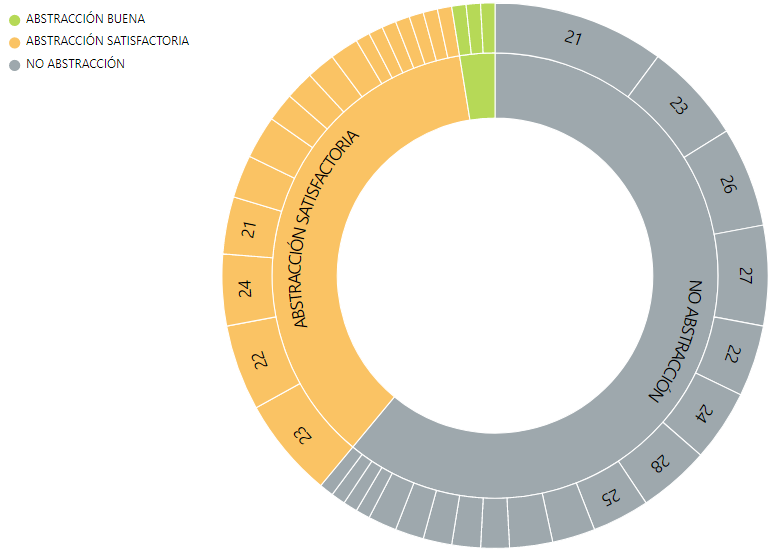 ABSTRACCIÓN BUENA
ABSTRACCIÓN SATISFACTORIA
NO ABSTRACCIÓN
21
23
26
27
22
24
28
25
NO ABSTRACCIÓN
23
22
24
21
ABSTRACCIÓN SATISFACTORIA